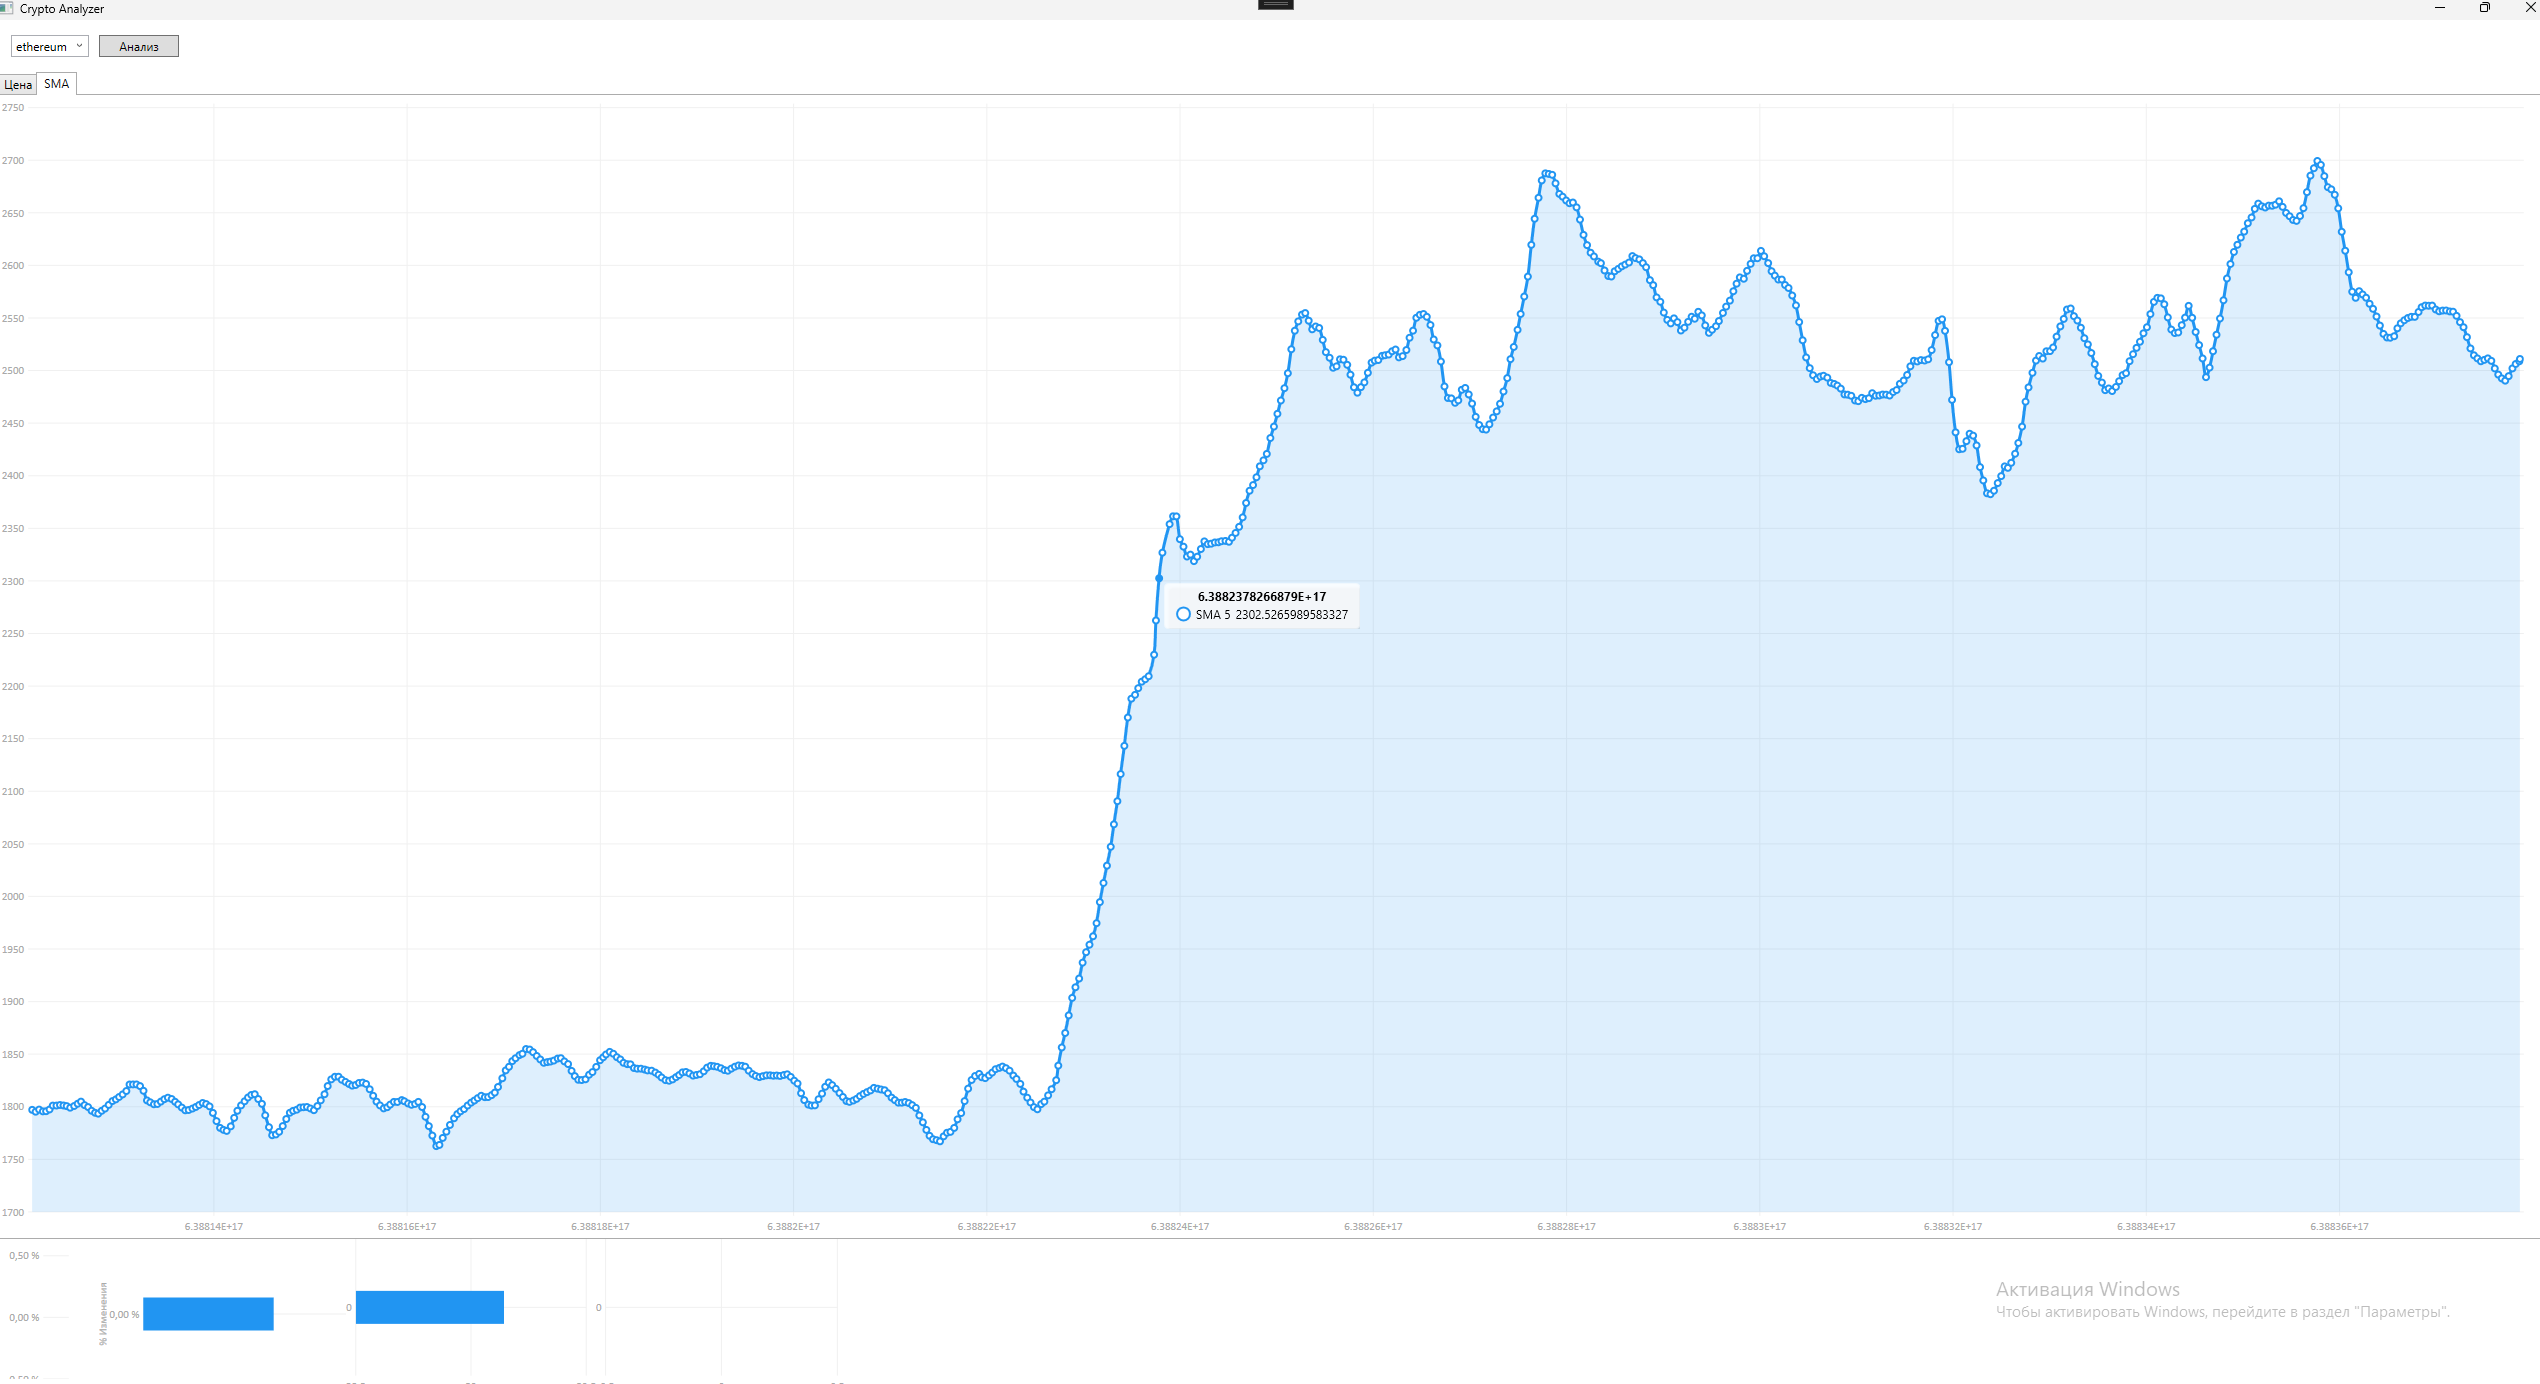 Crypto Analyzer
ethereum
Анализ
Цена
SMA
2750
2700
2650
2600
2550
2500
2450
2400
2350
2300
2250
2200
2150
2100
2050
2000
1950
1900
1850
1800
1750
1700
6.3882378266879E+17
SMA 5 2302.5265989583327
6.38814E+17 6.38816E+17 6.38818E+17 6.3882E+17 6.38822E+17 6.38824E+17 6.38826E+17 6.38828E+17 6.3883E+17 6.38832E+17 6.38834E+17 6.38836E+17
0,50 %
0,00 %
% Изменения
0,00 %
0
0
Активация Windows
Чтобы активировать Windows, перейдите в раздел "Параметры".